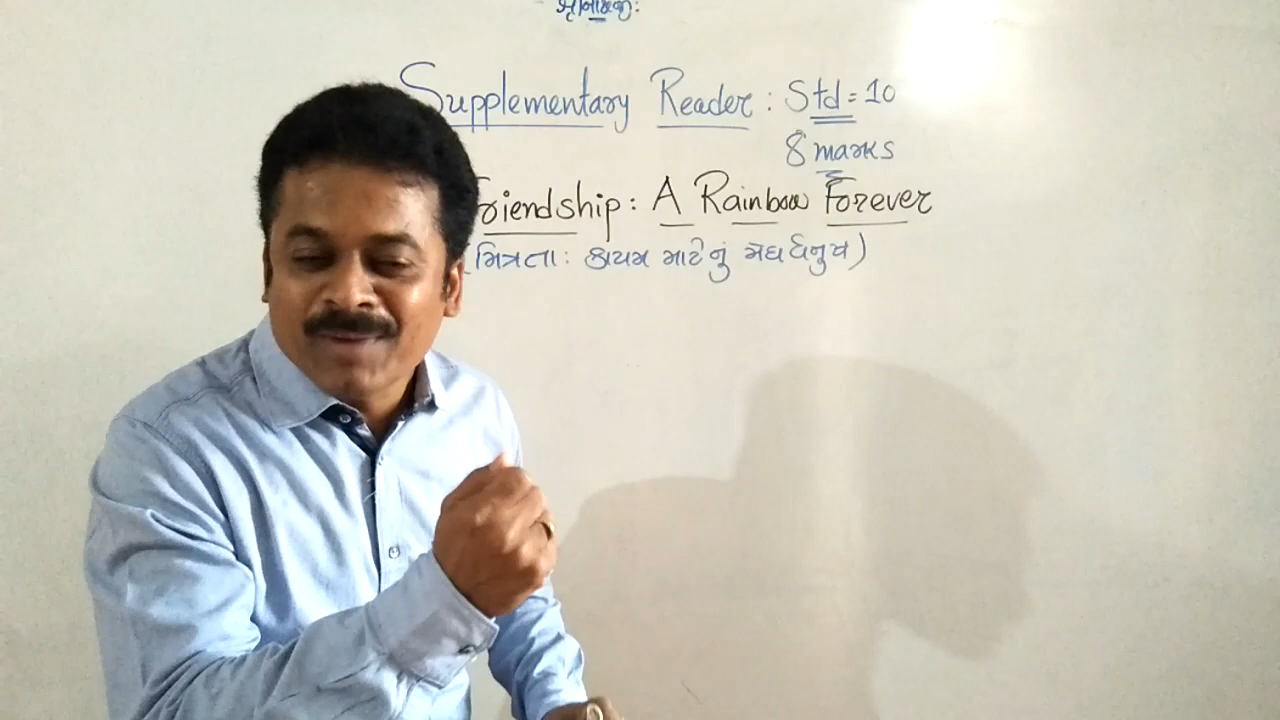 Supplementary Reader : Std = 10
8 marks
Friendship : A Rainbow Forever
(મિત્રતા : કાયમ માટેનું મેઘધનુષ)